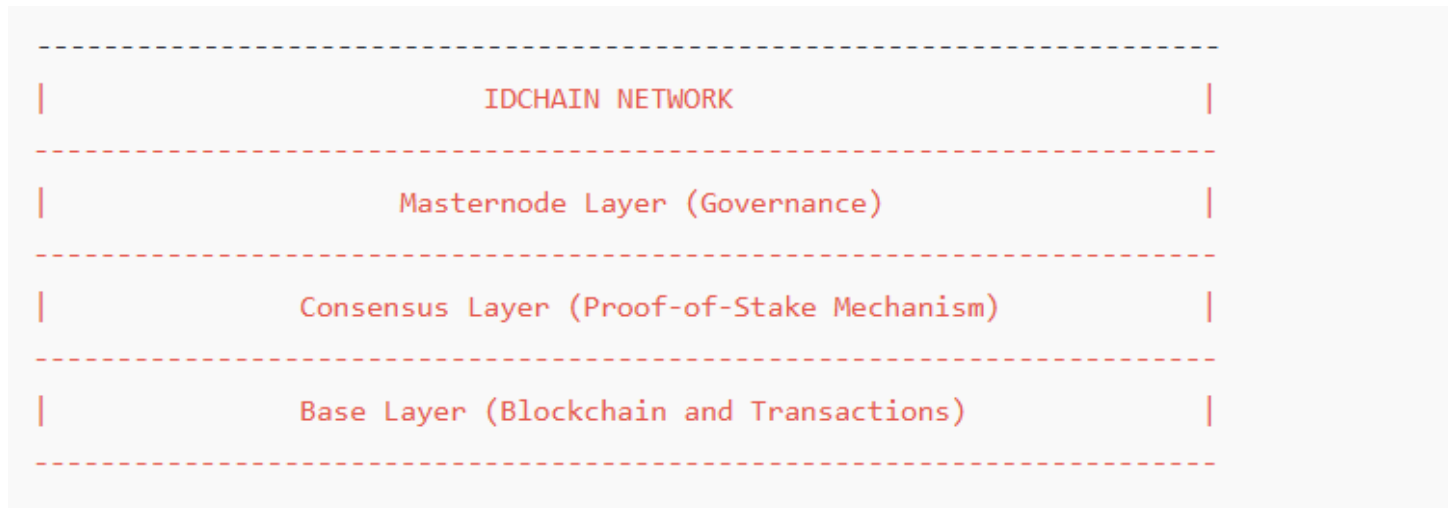 -----------------------------------------------------------------------
|                          IDCHAIN NETWORK                            |
-----------------------------------------------------------------------
|                     Masternode Layer (Governance)                   |
-----------------------------------------------------------------------
|               Consensus Layer (Proof-of-Stake Mechanism)            |
-----------------------------------------------------------------------
|               Base Layer (Blockchain and Transactions)              |
-----------------------------------------------------------------------